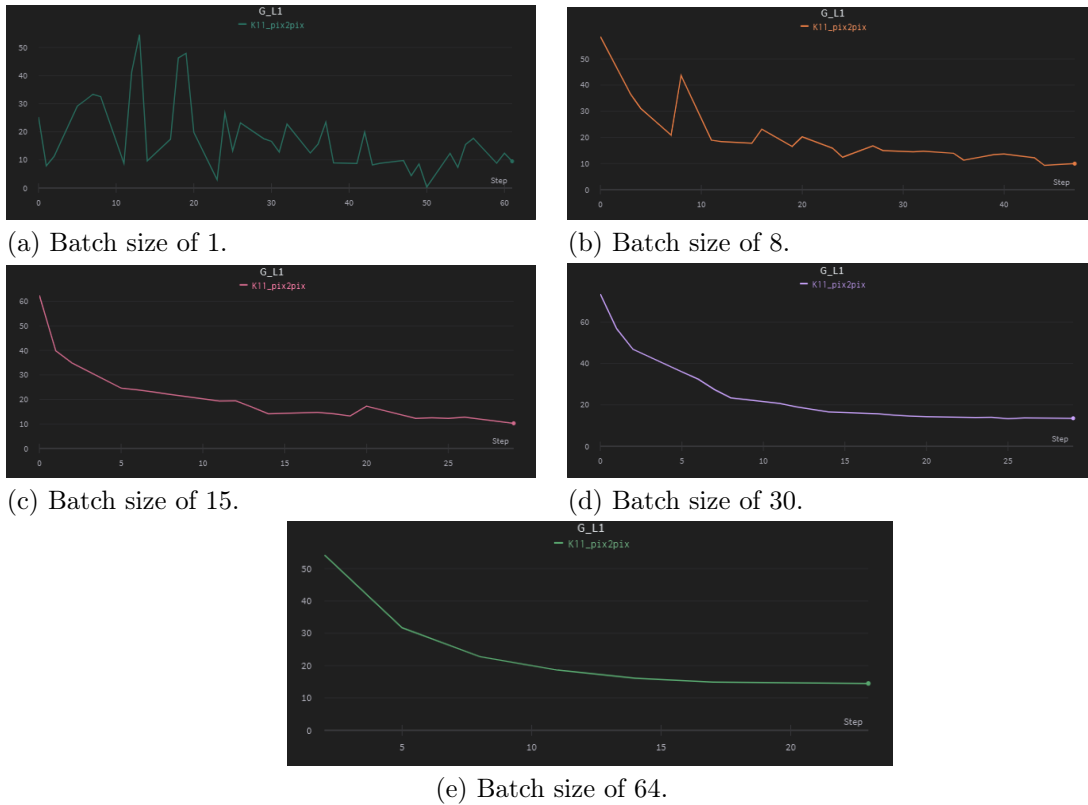 G_L1
K11_pix2pix
50
40
30
20
10
0
Step
0 10 20 30 40 50 60
(a) Batch size of 1.
G_L1
K11_pix2pix
50
40
30
20
10
0
Step
0 10 20 30 40
(b) Batch size of 8.
G_L1
K11_pix2pix
60
50
40
30
20
10
0
Step
0 5 10 15 20 25
(c) Batch size of 15.
G_L1
K11_pix2pix
60
40
20
0
Step
0 5 10 15 20 25
(d) Batch size of 30.
G_L1
K11_pix2pix
50
40
30
20
10
0
Step
5 10 15 20
(e) Batch size of 64.